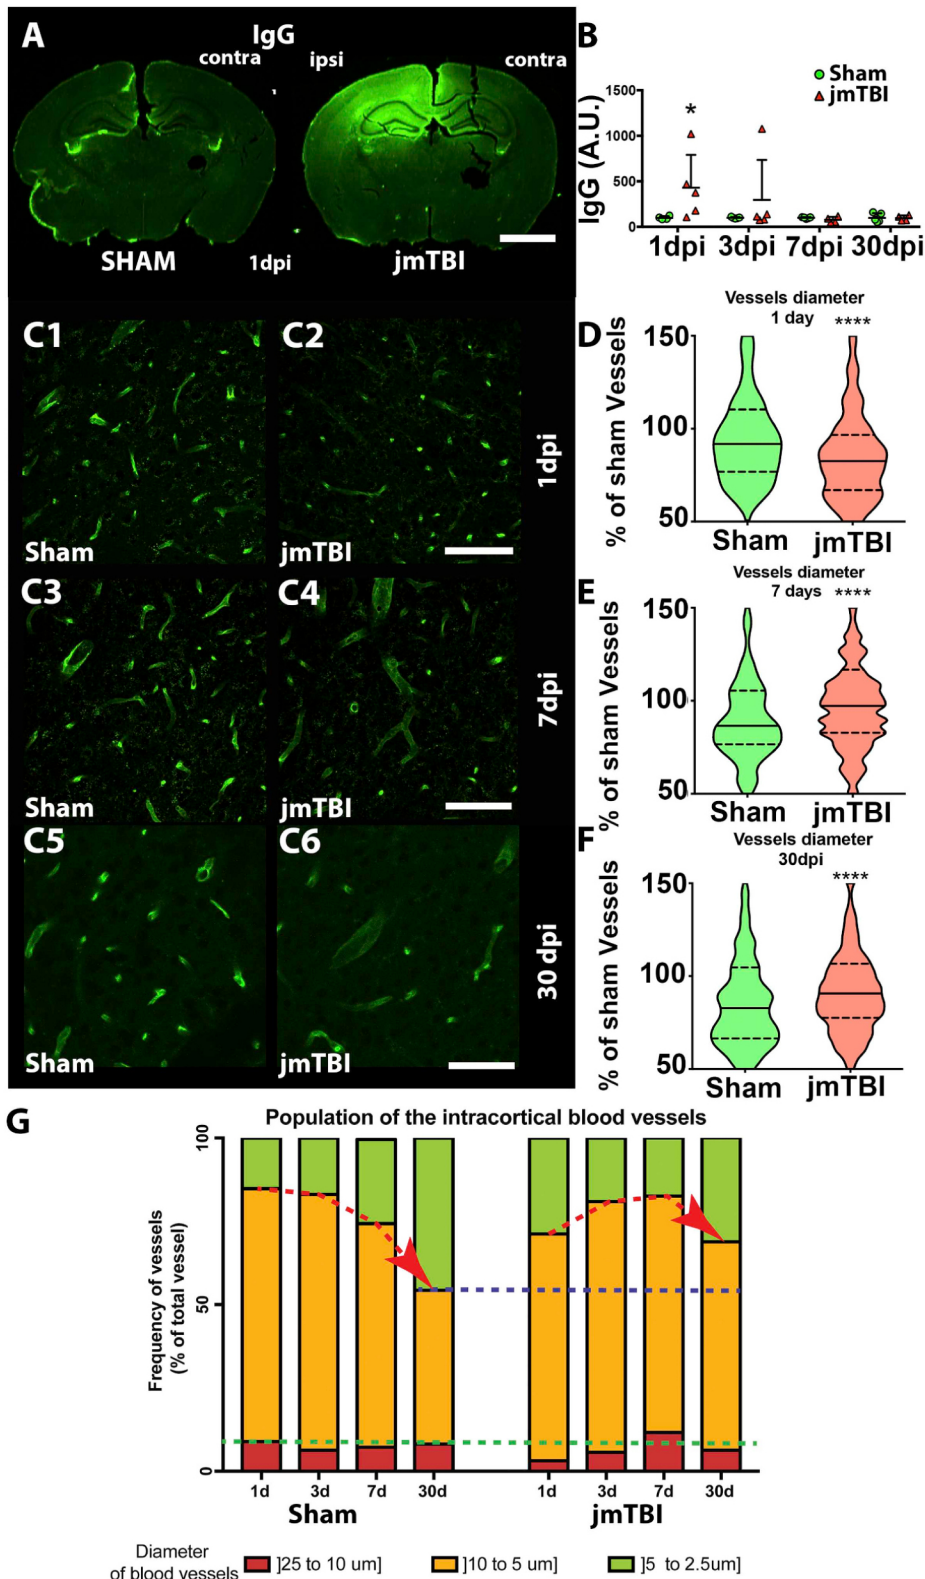 A
IgG
contra
ipsi
contra
SHAM
1dpi
jmTBI
B
Sham
jmTBI
IgG (A.U.)
1500
1000
500
0
*
1dpi
3dpi
7dpi
30dpi
C1
C2
Sham
jmTBI
1dpi
C3
C4
Sham
jmTBI
7dpi
C5
C6
Sham
jmTBI
30 dpi
D
Vessels diameter
1 day
****
% of sham Vessels
150
100
50
Sham
jmTBI
E
Vessels diameter
7 days
****
% of sham Vessels
150
100
50
Sham
jmTBI
F
Vessels diameter
30dpi
****
% of sham Vessels
150
100
50
Sham
jmTBI
G
Population of the intracortical blood vessels
Frequency of vessels
(% of total vessel)
100
50
0
1d
3d
7d
30d
1d
3d
7d
30d
Sham
jmTBI
Diameter
of blood vessels
]25 to 10 um]
]10 to 5 um]
]5 to 2.5um]